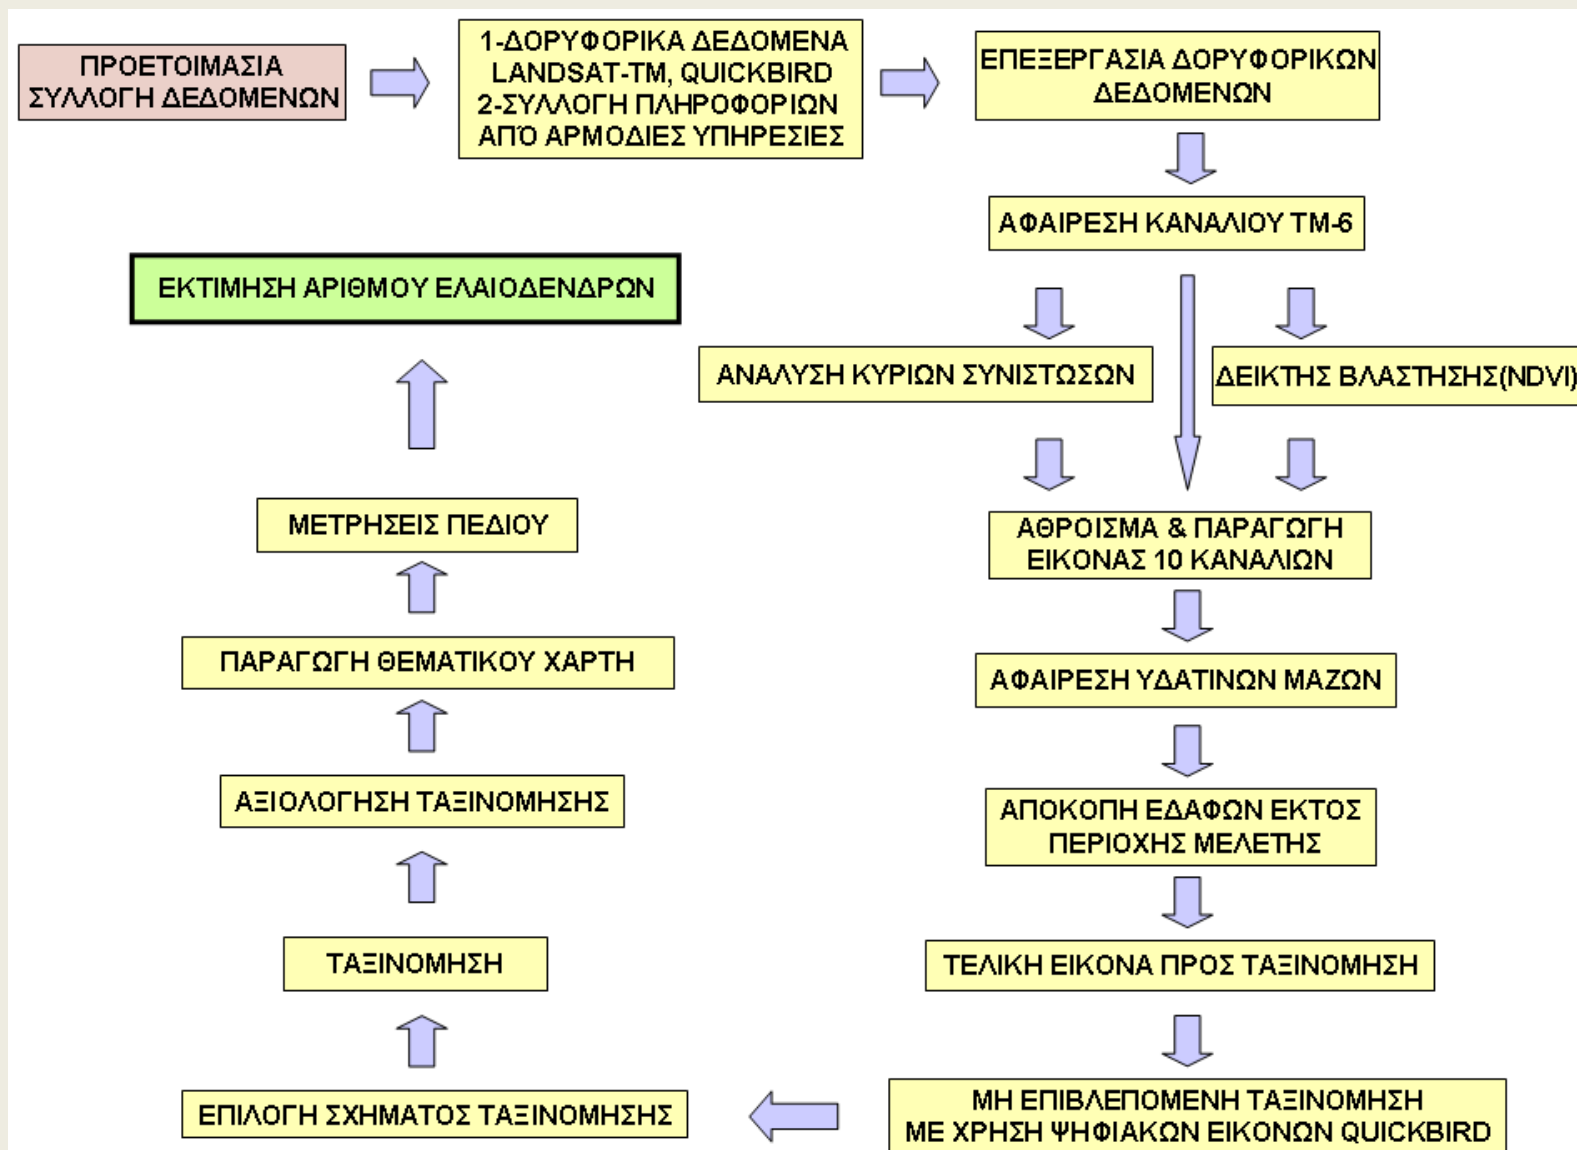 ΠΡΟΕΤΟΙΜΑΣΙΑ
ΣΥΛΛΟΓΗ ΔΕΔΟΜΕΝΩΝ
1-ΔΟΡΥΦΟΡΙΚΑ ΔΕΔΟΜΕΝΑ
LANDSAT-TM, QUICKBIRD
2-ΣΥΛΛΟΓΗ ΠΛΗΡΟΦΟΡΙΩΝ
ΑΠΌ ΑΡΜΟΔΙΕΣ ΥΠΗΡΕΣΙΕΣ
ΕΠΕΞΕΡΓΑΣΙΑ ΔΟΡΥΦΟΡΙΚΩΝ
ΔΕΔΟΜΕΝΩΝ
ΑΦΑΙΡΕΣΗ ΚΑΝΑΛΙΟΥ ΤΜ-6
ΑΝΑΛΥΣΗ ΚΥΡΙΩΝ ΣΥΝΙΣΤΩΣΩΝ
ΔΕΙΚΤΗΣ ΒΛΑΣΤΗΣΗΣ(NDVI)
ΑΘΡΟΙΣΜΑ & ΠΑΡΑΓΩΓΗ
ΕΙΚΟΝΑΣ 10 ΚΑΝΑΛΙΩΝ
ΑΦΑΙΡΕΣΗ ΥΔΑΤΙΝΩΝ ΜΑΖΩΝ
ΑΠΟΚΟΠΗ ΕΔΑΦΩΝ ΕΚΤΟΣ
ΠΕΡΙΟΧΗΣ ΜΕΛΕΤΗΣ
ΤΕΛΙΚΗ ΕΙΚΟΝΑ ΠΡΟΣ ΤΑΞΙΝΟΜΗΣΗ
ΜΗ ΕΠΙΒΛΕΠΟΜΕΝΗ ΤΑΞΙΝΟΜΗΣΗ
ΜΕ ΧΡΗΣΗ ΨΗΦΙΑΚΩΝ ΕΙΚΟΝΩΝ QUICKBIRD
ΕΠΙΛΟΓΗ ΣΧΗΜΑΤΟΣ ΤΑΞΙΝΟΜΗΣΗΣ
ΤΑΞΙΝΟΜΗΣΗ
ΑΞΙΟΛΟΓΗΣΗ ΤΑΞΙΝΟΜΗΣΗΣ
ΠΑΡΑΓΩΓΗ ΘΕΜΑΤΙΚΟΥ ΧΑΡΤΗ
ΜΕΤΡΗΣΕΙΣ ΠΕΔΙΟΥ
ΕΚΤΙΜΗΣΗ ΑΡΙΘΜΟΥ ΕΛΑΙΟΔΕΝΔΡΩΝ